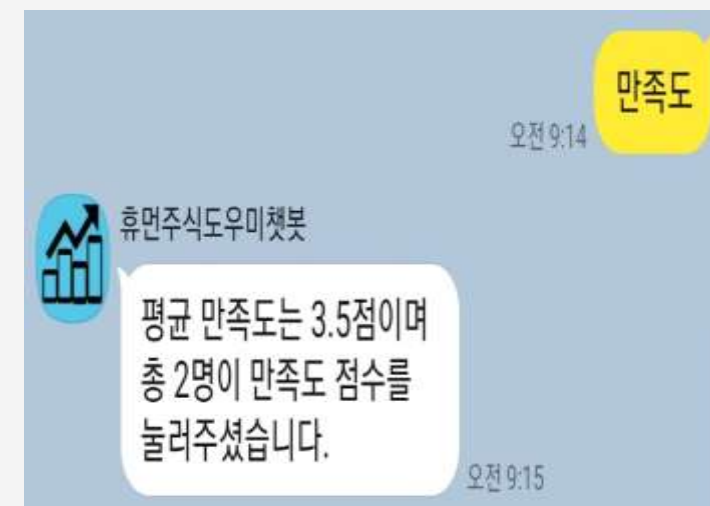 만족도
오전 9:14
휴먼주식도우미챗봇
평균 만족도는 3.5점이며
총 2명이 만족도 점수를
눌러주셨습니다.
오전 9:15